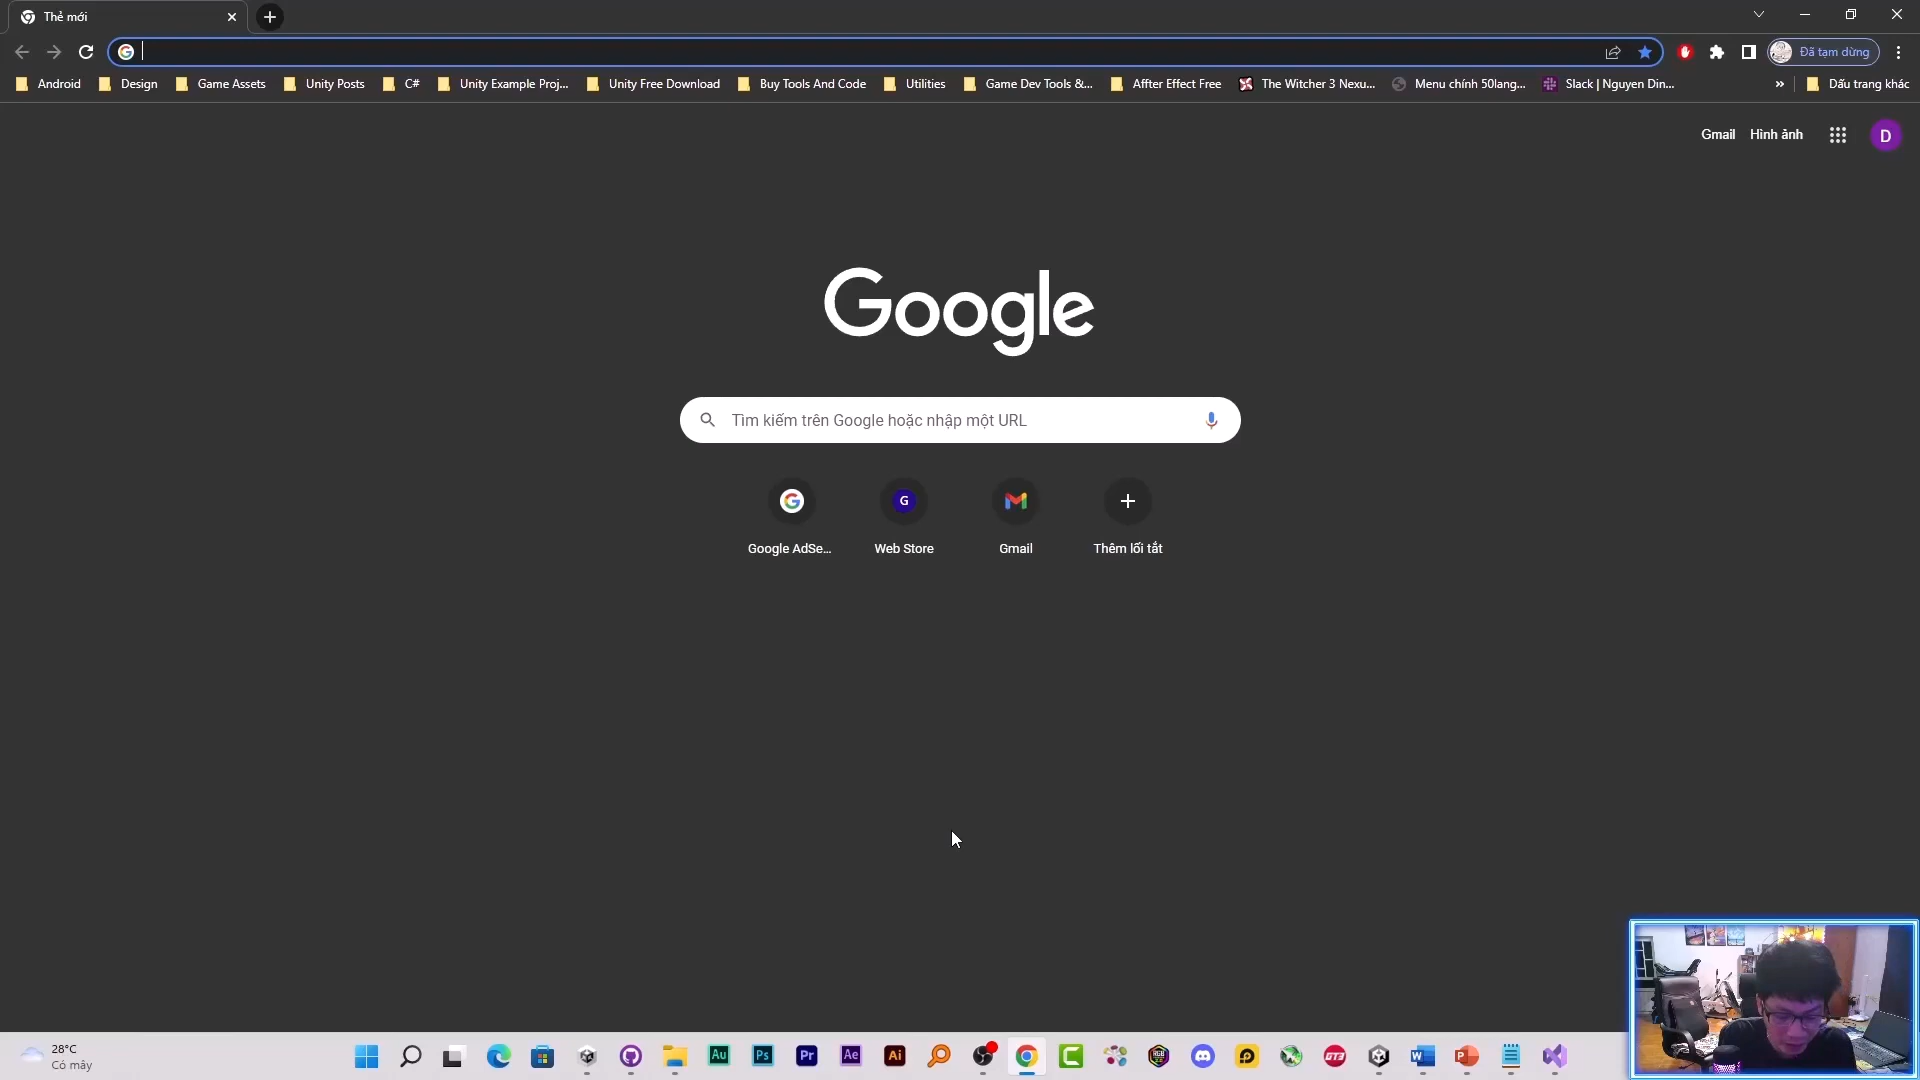 Thẻ mới
Đã tạm dừng
Android
Design
Game Assets
Unity Posts
C#
Unity Example Proj...
Unity Free Download
Buy Tools And Code
Utilities
Game Dev Tools &...
Affter Effect Free
The Witcher 3 Nexu...
Menu chính 50lang...
Slack | Nguyen Din...
»
Dấu trang khác
Gmail
Hình ảnh
D
Google
Tìm kiếm trên Google hoặc nhập một URL
G
Google AdSe...
Web Store
Gmail
Thêm lối tắt
28°C
Có mây
Au
Ps
Pr
Ae
Ai
W
P